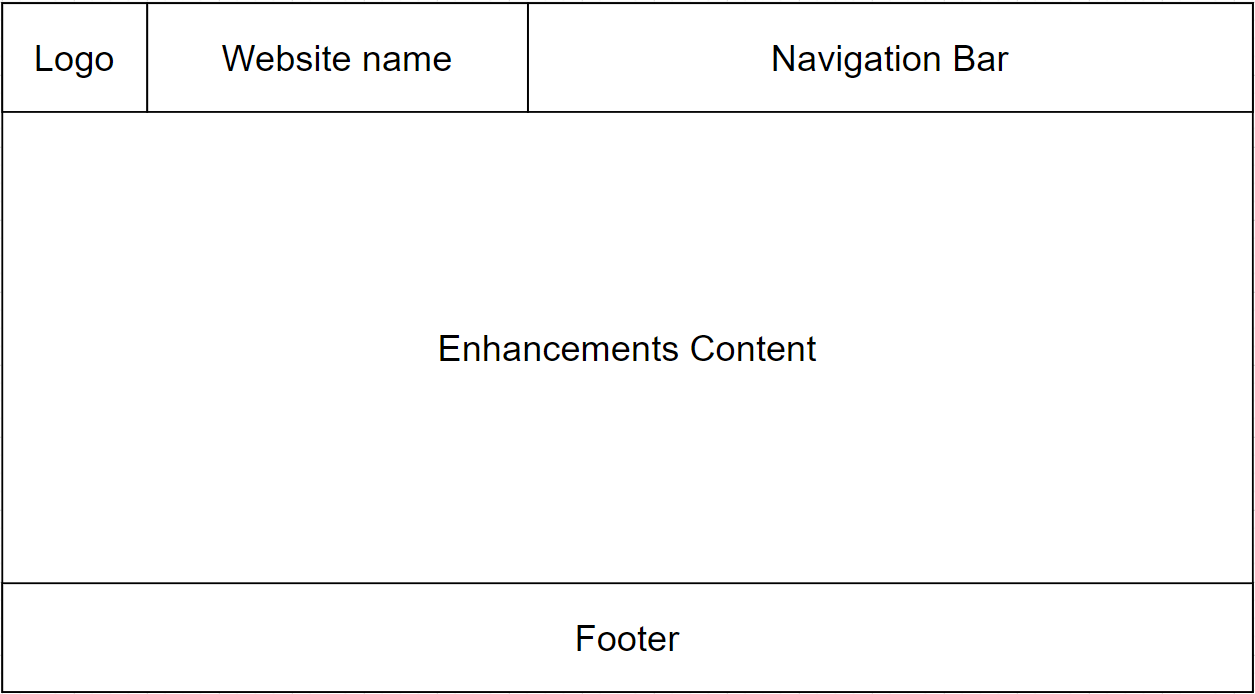 Logo
Website name
Navigation Bar
Enhancements Content
Footer